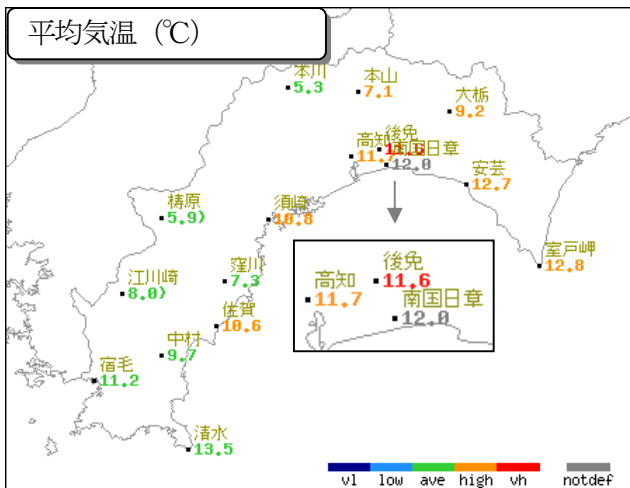 平均気温（℃）
本川
5.3
本山
7.1
大栃
9.2
高知
11.7
後免
11.6
南国日章
12.0
安芸
12.7
梼原
5.9)
須崎
10.8
室戸岬
12.8
江川崎
8.0)
窪川
7.3
佐賀
10.6
中村
9.7
宿毛
11.2
清水
13.5
高知
11.7
後免
11.6
南国日章
12.0
vl low ave high vh notdef